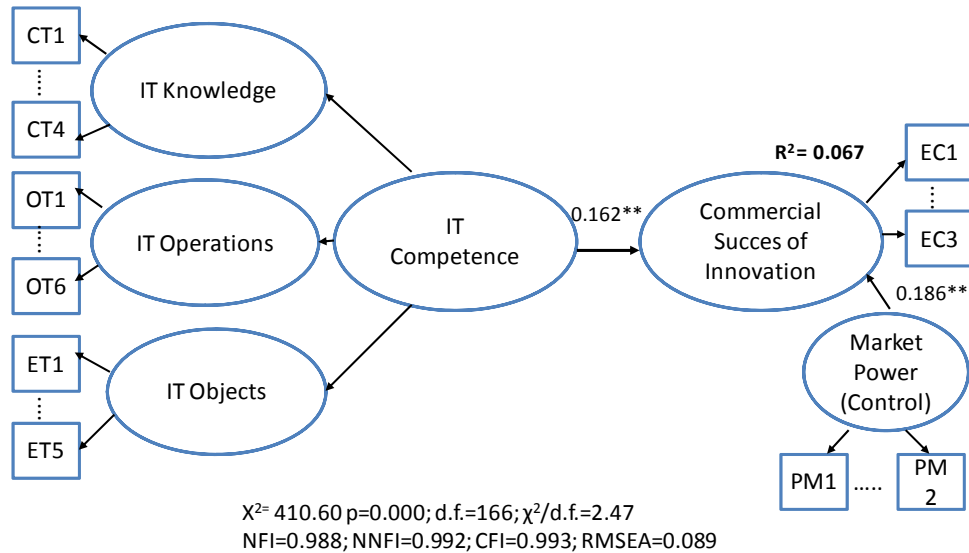 CT1
CT4
IT Knowledge
OT1
OT6
IT Operations
ET1
ET5
IT Objects
IT
Competence
0.162**
R²= 0.067
Commercial
Succes of
Innovation
EC1
EC3
0.186**
Market
Power
(Control)
PM1
.....
PM
2
X²= 410.60 p=0.000; d.f.=166; χ²/d.f.=2.47
NFI=0.988; NNFI=0.992; CFI=0.993; RMSEA=0.089